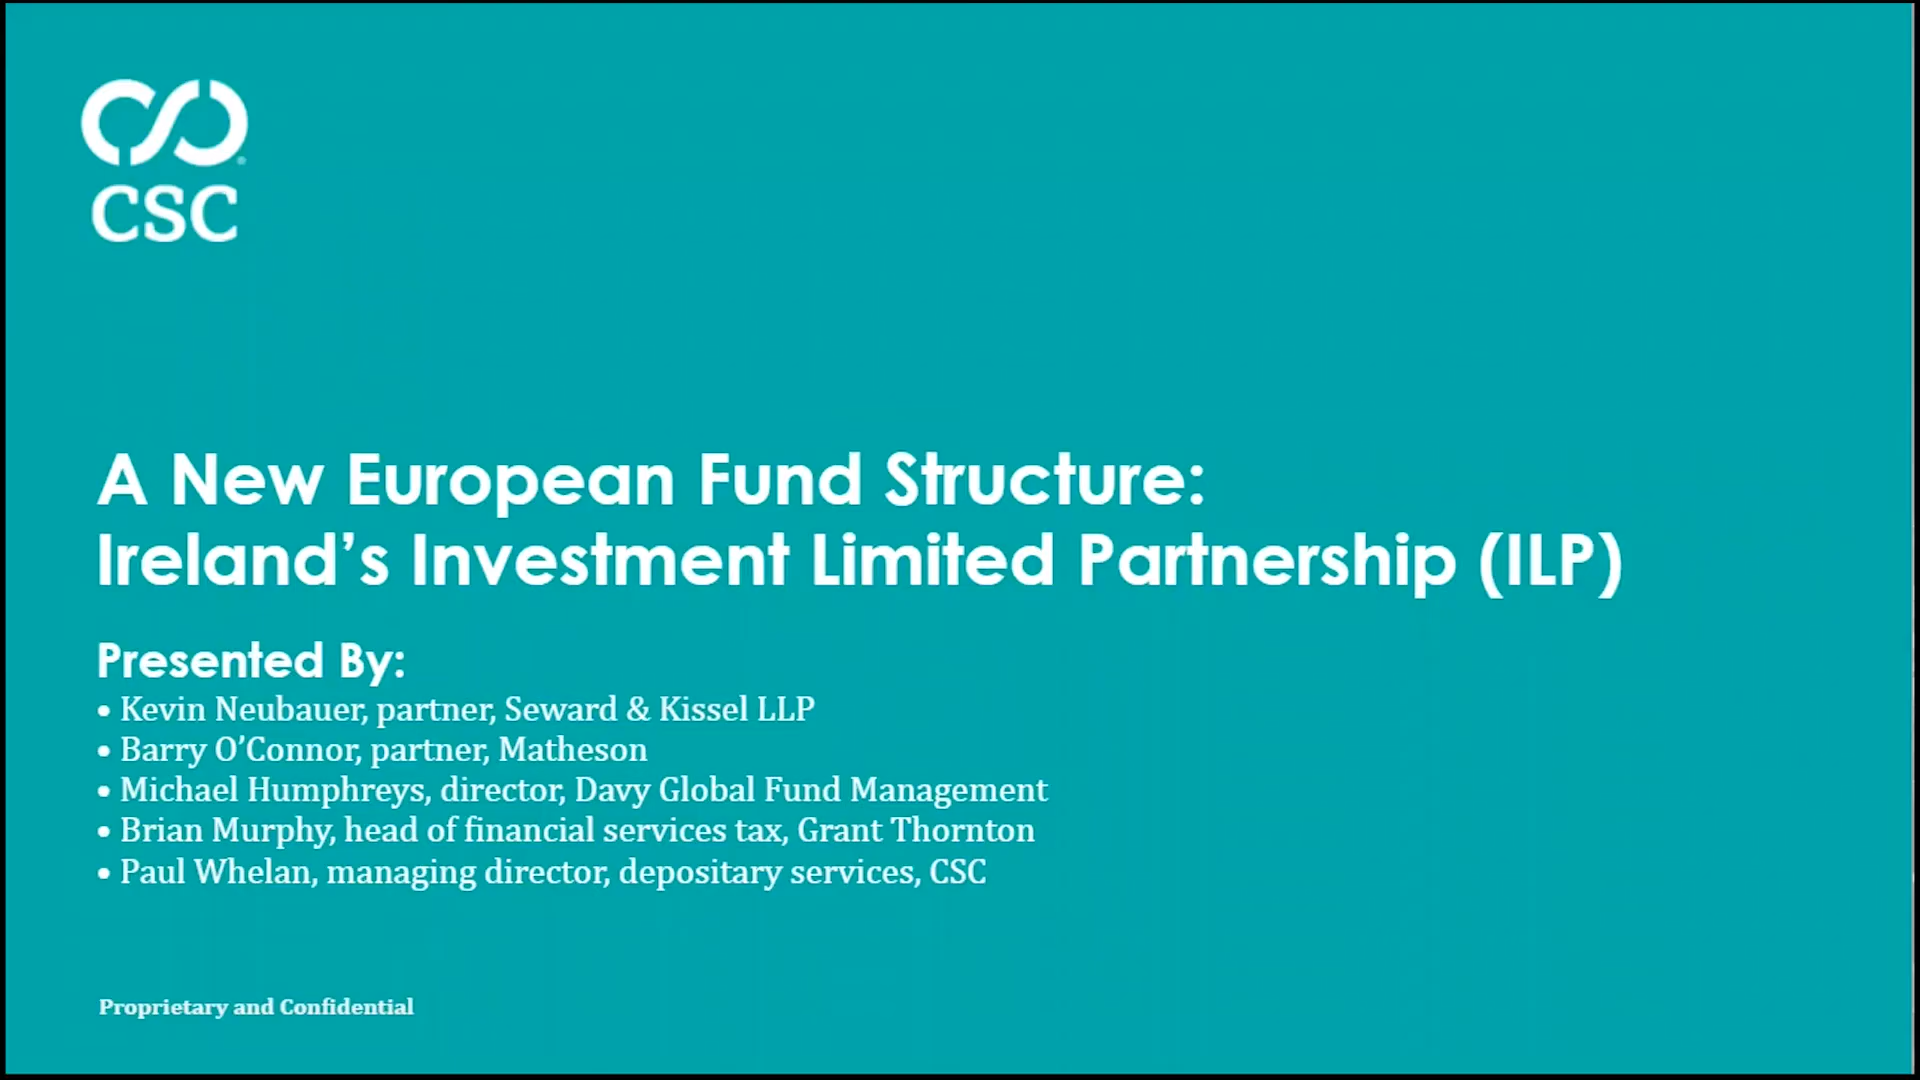 CSC
A New European Fund Structure:
Ireland’s Investment Limited Partnership (ILP)
Presented By:
• Kevin Neubauer, partner, Seward & Kissel LLP
• Barry O’Connor, partner, Matheson
• Michael Humphreys, director, Davy Global Fund Management
• Brian Murphy, head of financial services tax, Grant Thornton
• Paul Whelan, managing director, depositary services, CSC
Proprietary and Confidential